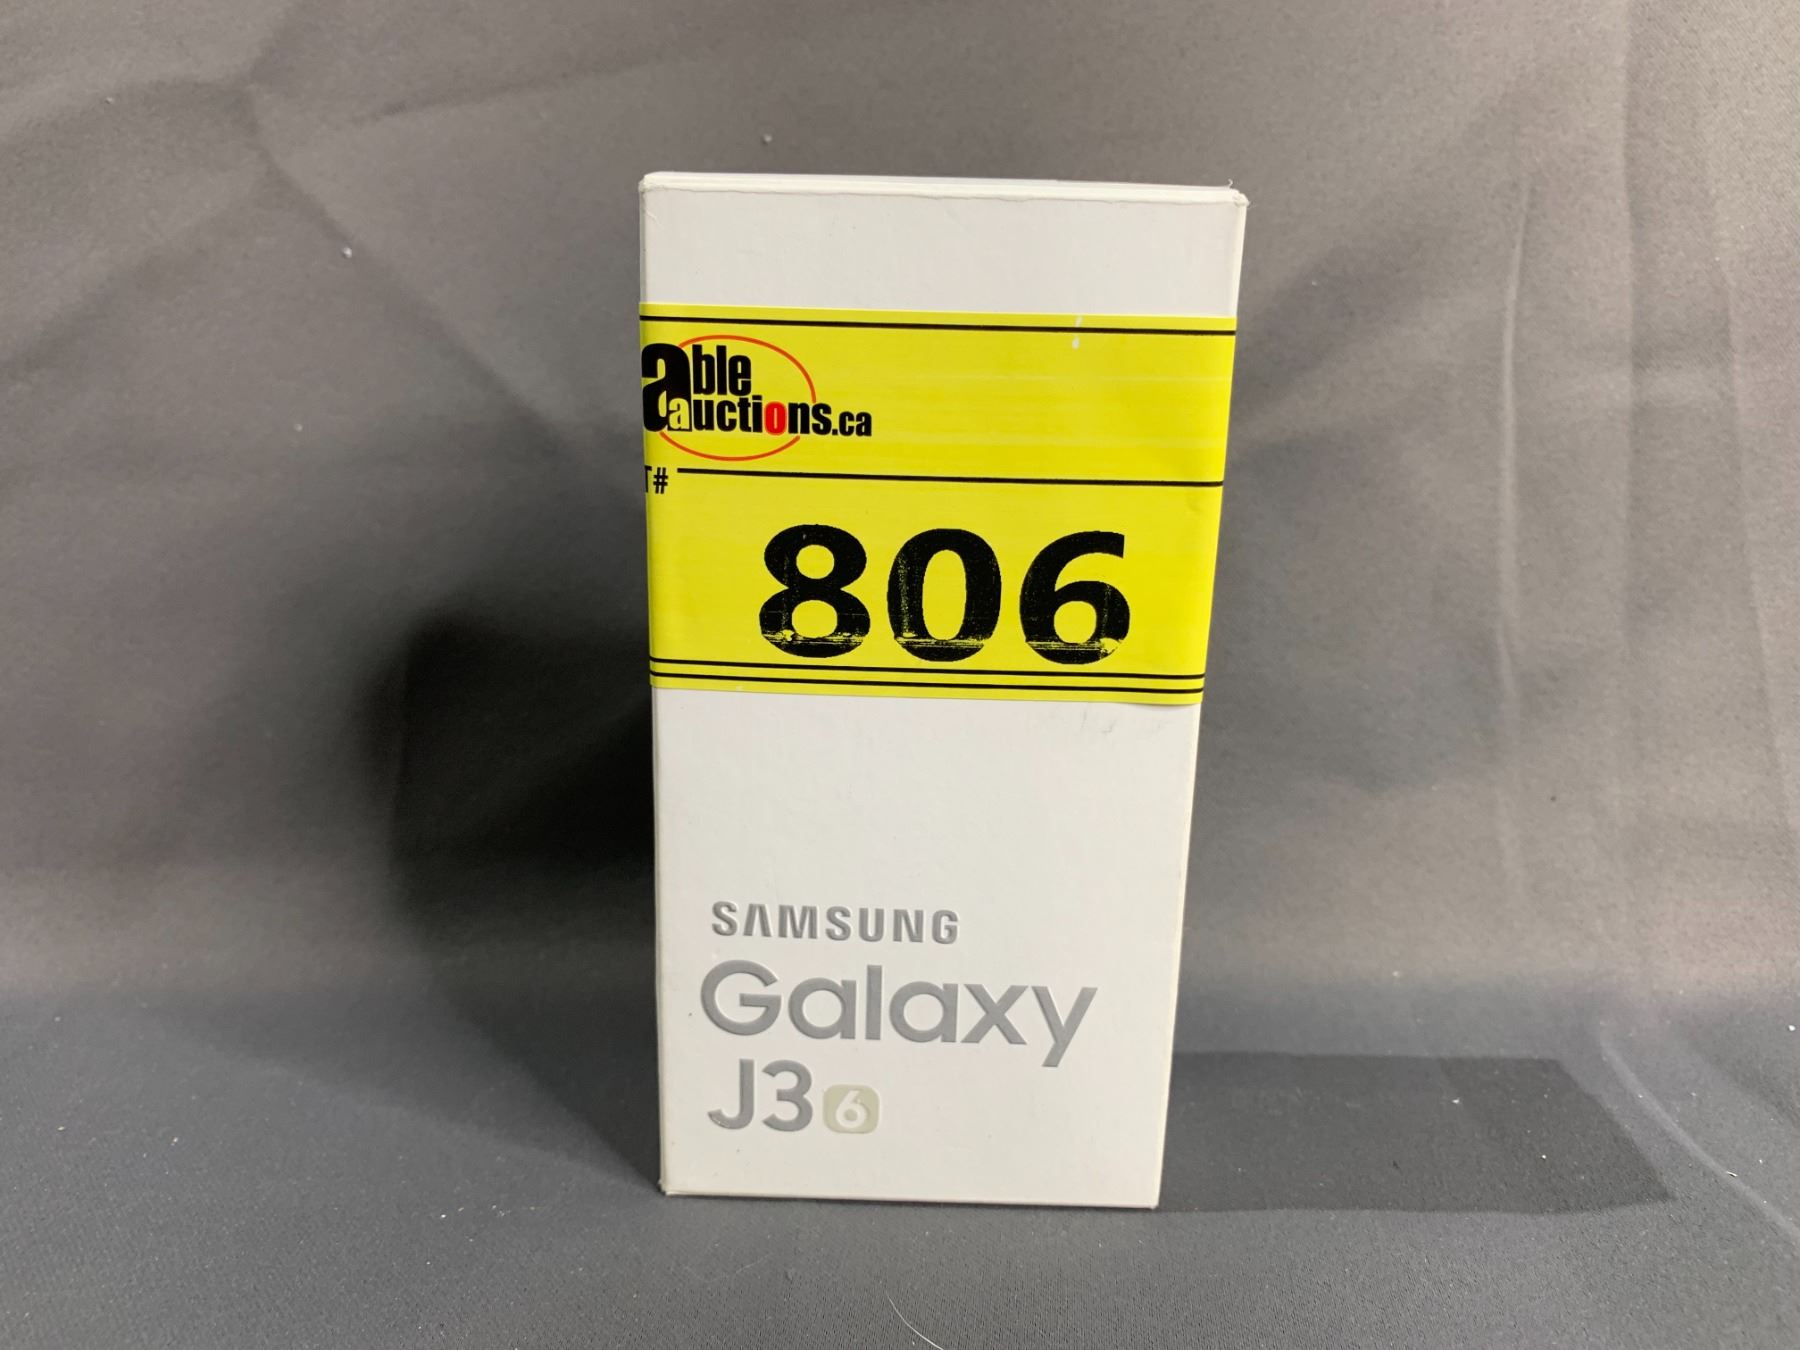 able
auctions.ca
T#
806
SAMSUNG
Galaxy
J3 6